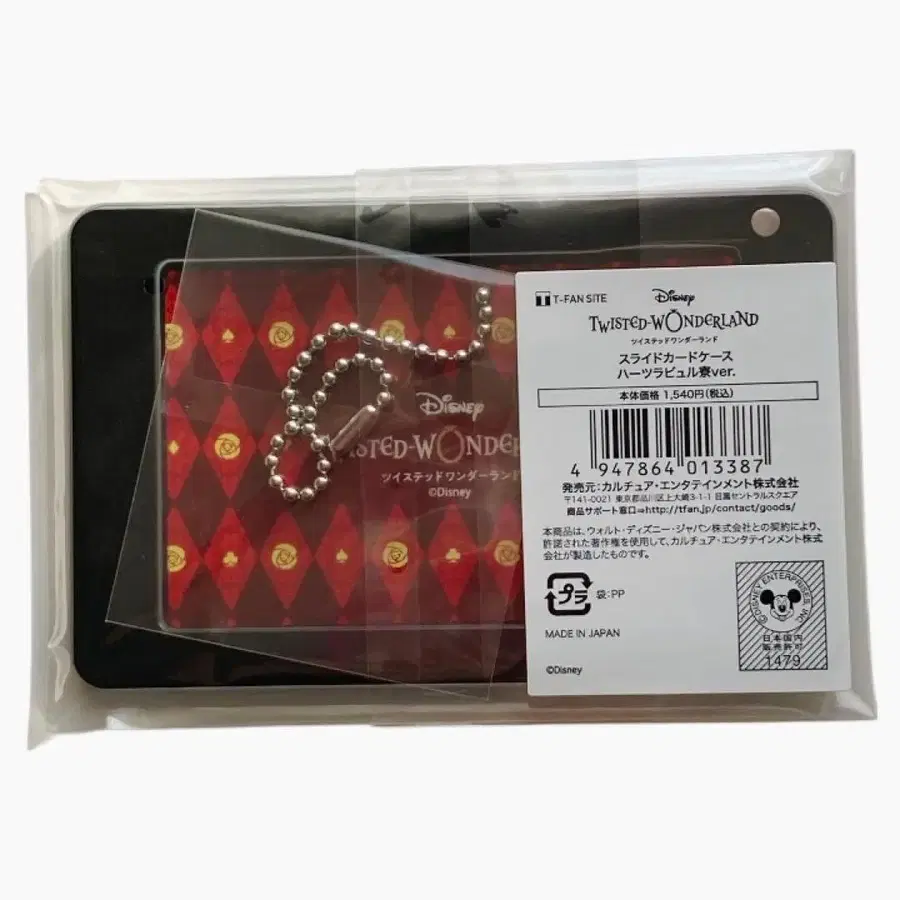 T-FAN SITE
Disney
TWISTED-WONDERLAND
ツイステッドワンダーランド
スライドカードケース
ハーツラビュル寮ver.
本体価格 1,540円(税込)
4 947864 013387
発売元:カルチュア・エンタテインメント株式会社
〒141-0021 東京都品川区上大崎3-1-1 目黒セントラルスクエア
商品サポート窓口⇒http://tfan.jp/contact/goods/
本商品は、ウォルト・ディズニー・ジャパン株式会社との契約により、
許諾された著作権を使用して、カルチュア・エンタテインメント株式
会社が製造したものです。
プラ
袋:PP
MADE IN JAPAN
©Disney
©DISNEY ENTERPRISES, INC.
日本国内
販売許可
1479
Disney
ISTED-WONDERL
ツイステッドワンダーランド
©Disney